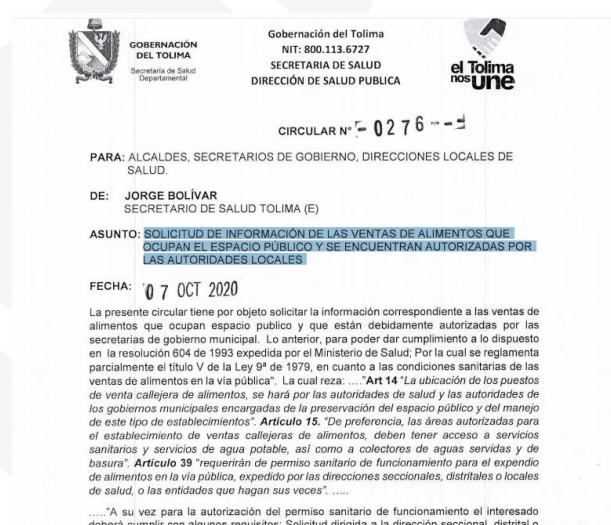 GOBERNACIÓN
DEL TOLIMA
Secretaría de Salud
Departamental
Gobernación del Tolima
NIT: 800.113.6727
SECRETARIA DE SALUD
DIRECCIÓN DE SALUD PUBLICA
el Tolima
nos une
CIRCULAR N° 0276
PARA: ALCALDES, SECRETARIOS DE GOBIERNO, DIRECCIONES LOCALES DE
SALUD.
DE: JORGE BOLÍVAR
SECRETARIO DE SALUD TOLIMA (E)
ASUNTO: SOLICITUD DE INFORMACIÓN DE LAS VENTAS DE ALIMENTOS QUE
OCUPAN EL ESPACIO PÚBLICO Y SE ENCUENTRAN AUTORIZADAS POR
LAS AUTORIDADES LOCALES
FECHA: 07 OCT 2020
La presente circular tiene por objeto solicitar la información correspondiente a las ventas de
alimentos que ocupan espacio publico y que están debidamente autorizadas por las
secretarias de gobierno municipal. Lo anterior, para poder dar cumplimiento a lo dispuesto
en la resolución 604 de 1993 expedida por el Ministerio de Salud; Por la cual se reglamenta
parcialmente el título V de la Ley 9ª de 1979, en cuanto a las condiciones sanitarias de las
ventas de alimentos en la vía pública". La cual reza: ...."Art 14 "La ubicación de los puestos
de venta callejera de alimentos, se hará por las autoridades de salud y las autoridades de
los gobiernos municipales encargadas de la preservación del espacio público y del manejo
de este tipo de establecimientos". Artículo 15. "De preferencia, las áreas autorizadas para
el establecimiento de ventas callejeras de alimentos, deben tener acceso a servicios
sanitarios y servicios de agua potable, así como a colectores de aguas servidas y de
basura". Artículo 39 "requerirán de permiso sanitario de funcionamiento para el expendio
de alimentos en la vía pública, expedido por las direcciones seccionales, distritales o locales
de salud, o las entidades que hagan sus veces". .....
....."A su vez para la autorización del permiso sanitario de funcionamiento el interesado
deberá cumplir con algunos requisitos: Solicitud dirigida a la dirección seccional, distrital o